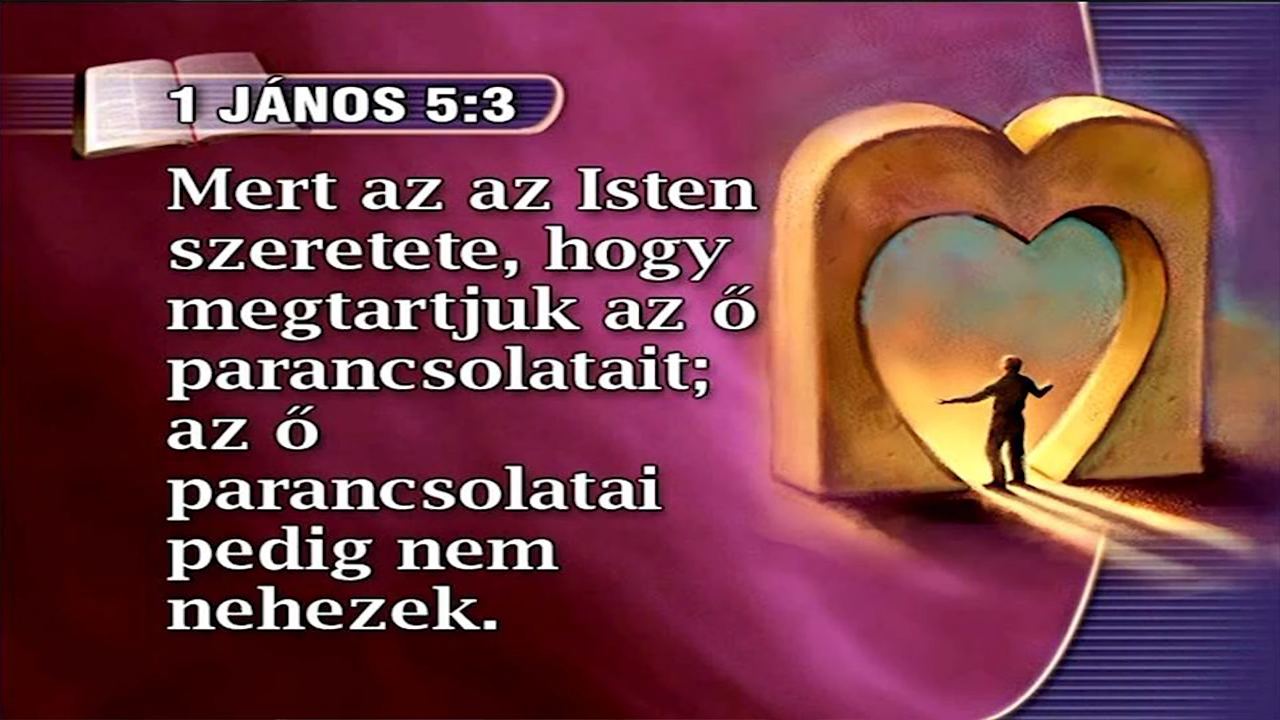 1 JÁNOS 5:3
Mert az az Isten
szeretete, hogy
megtartjuk az ő
parancsolatait;
az ő
parancsolatai
pedig nem
nehezek.